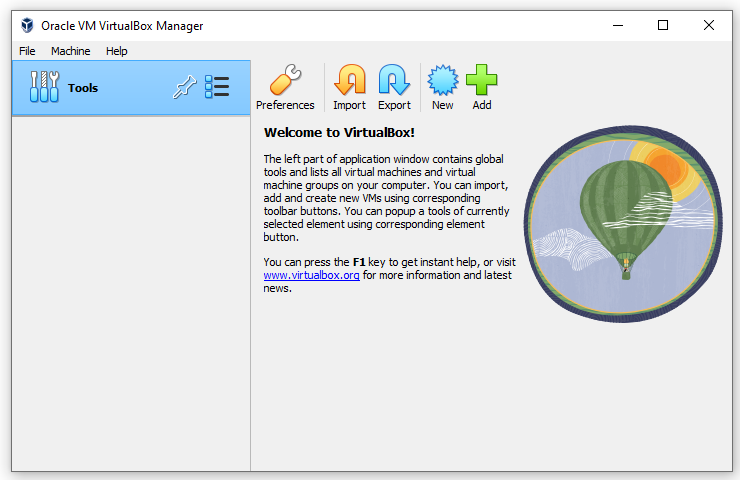 Oracle VM VirtualBox Manager
File Machine Help
Tools
Preferences Import Export New Add
Welcome to VirtualBox!
The left part of application window contains global
tools and lists all virtual machines and virtual
machine groups on your computer. You can import,
add and create new VMs using corresponding
toolbar buttons. You can popup a tools of currently
selected element using corresponding element
button.
You can press the F1 key to get instant help, or visit
www.virtualbox.org for more information and latest
news.